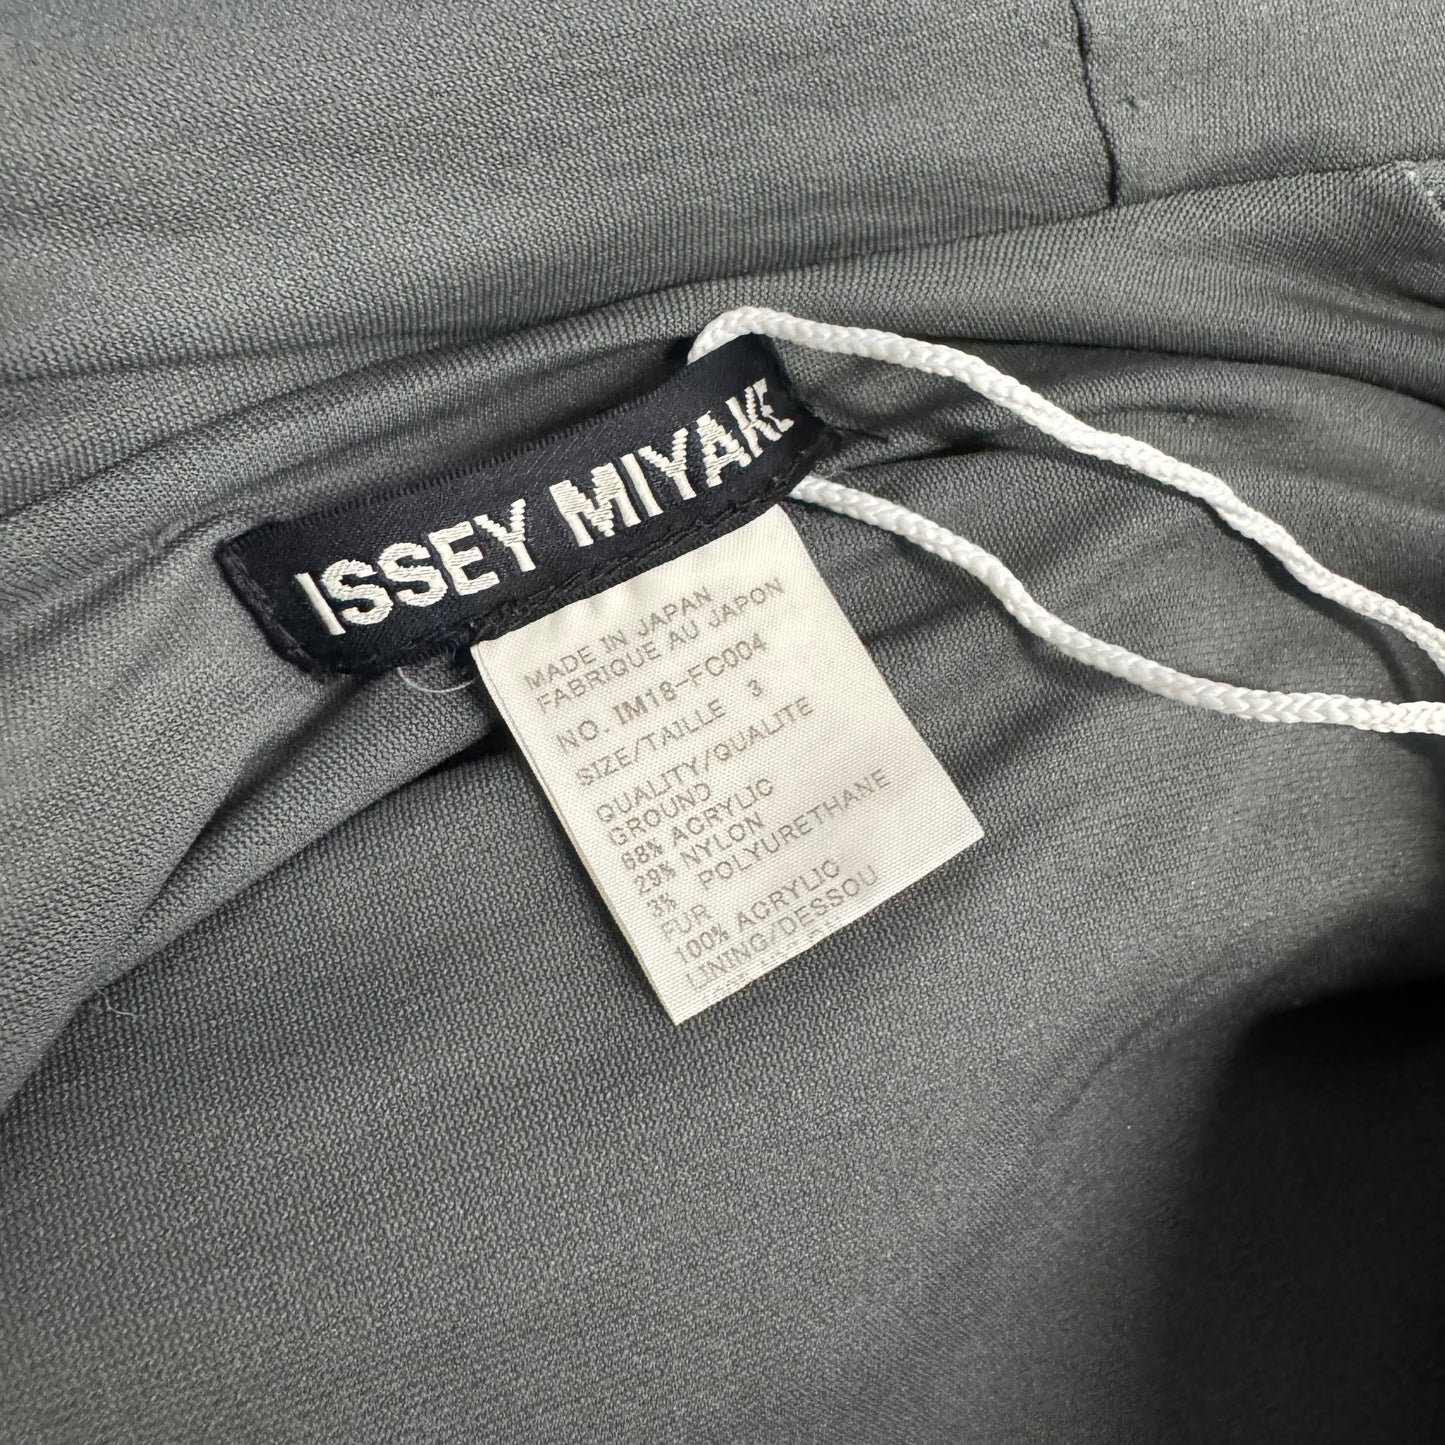 ISSEY MIYAKE
MADE IN JAPAN
FABRIQUE AU JAPON
NO. IM18-FC004
SIZE/TAILLE 3
QUALITY/QUALITE
GROUND
68% ACRYLIC
29% NYLON
3% POLYURETHANE
FUR
100% ACRYLIC
LINING/DESSOU